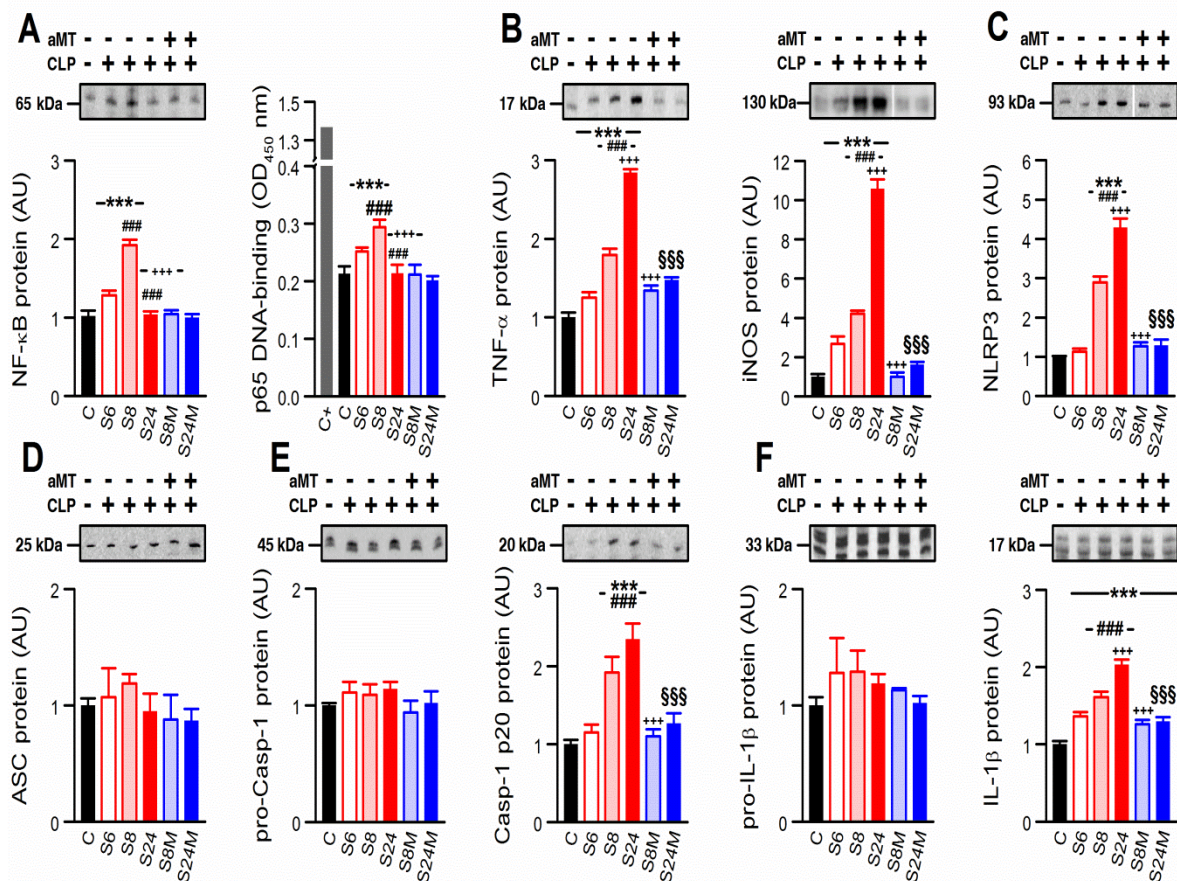 A
aMT - - - - + +
CLP - + + + + +
65 kDa
NF-κB protein (AU)
3
2
1
0
-***-
###
- +++ -
###
C S6 S8 S24 S8M S24M
p65 DNA-binding (OD450 nm)
1.5
1.3
0.4
0.3
0.2
0.1
0.0
-***-
###
-+++-
###
C+ C S6 S8 S24 S8M S24M
B
aMT - - - - + +
CLP - + + + + +
17 kDa
TNF-α protein (AU)
3
2
1
0
***
- ### -
+++
+++
§§§
C S6 S8 S24 S8M S24M
- - - - + +
- + + + + +
130 kDa
iNOS protein (AU)
12
10
8
6
4
2
0
***
- ### -
+++
+++
§§§
C S6 S8 S24 S8M S24M
C
aMT - - - - + +
CLP - + + + + +
93 kDa
NLRP3 protein (AU)
6
5
4
3
2
1
0
***
- ### -
+++
+++
§§§
C S6 S8 S24 S8M S24M
D
aMT - - - - + +
CLP - + + + + +
25 kDa
ASC protein (AU)
2
1
0
C S6 S8 S24 S8M S24M
E
aMT - - - - + +
CLP - + + + + +
45 kDa
pro-Casp-1 protein (AU)
2
1
0
C S6 S8 S24 S8M S24M
- - - - + +
- + + + + +
20 kDa
Casp-1 p20 protein (AU)
3
2
1
0
***
- ### -
+++
§§§
C S6 S8 S24 S8M S24M
F
aMT - - - - + +
CLP - + + + + +
33 kDa
pro-IL-1β protein (AU)
2
1
0
C S6 S8 S24 S8M S24M
- - - - + +
- + + + + +
17 kDa
IL-1β protein (AU)
3
2
1
0
***
- ### -
+++
+++
§§§
C S6 S8 S24 S8M S24M